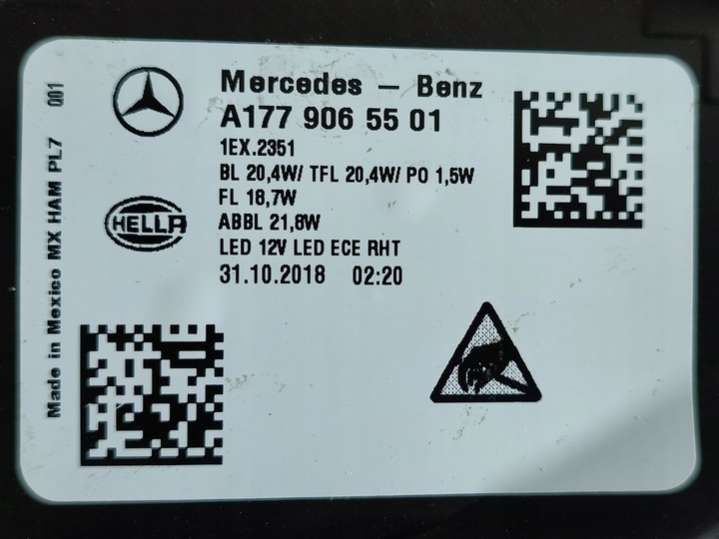 Mercedes – Benz
A177 906 55 01
1EX.2351
BL 20,4W/ TFL 20,4W/ PO 1,5W
FL 18,7W
ABBL 21,8W
LED 12V LED ECE RHT
31.10.2018 02:20
HELLA
Made in Mexico MX HAM PL7 001